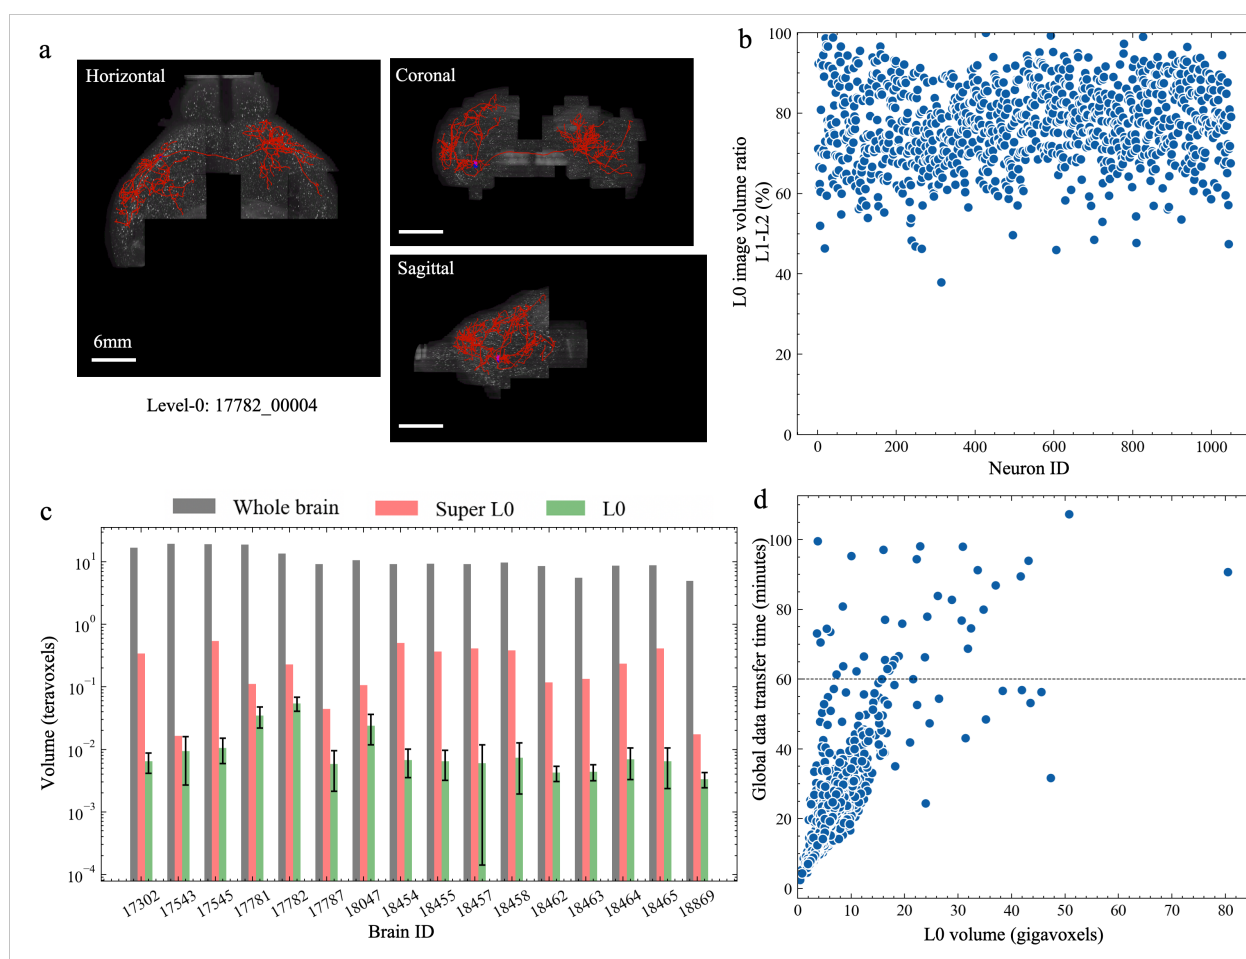 a
Horizontal
6mm
Level-0: 17782_00004
Coronal
Sagittal
b
L0 image volume ratio
L1-L2 (%)
100
80
60
40
20
0
0 200 400 600 800 1000
Neuron ID
c
Whole brain Super L0 L0
Volume (teravoxels)
10^1
10^0
10^-1
10^-2
10^-3
10^-4
17302 17543 17545 17781 17782 17787 18047 18454 18455 18457 18458 18462 18463 18464 18465 18869
Brain ID
d
Global data transfer time (minutes)
100
80
60
40
20
0
0 10 20 30 40 50 60 70 80
L0 volume (gigavoxels)